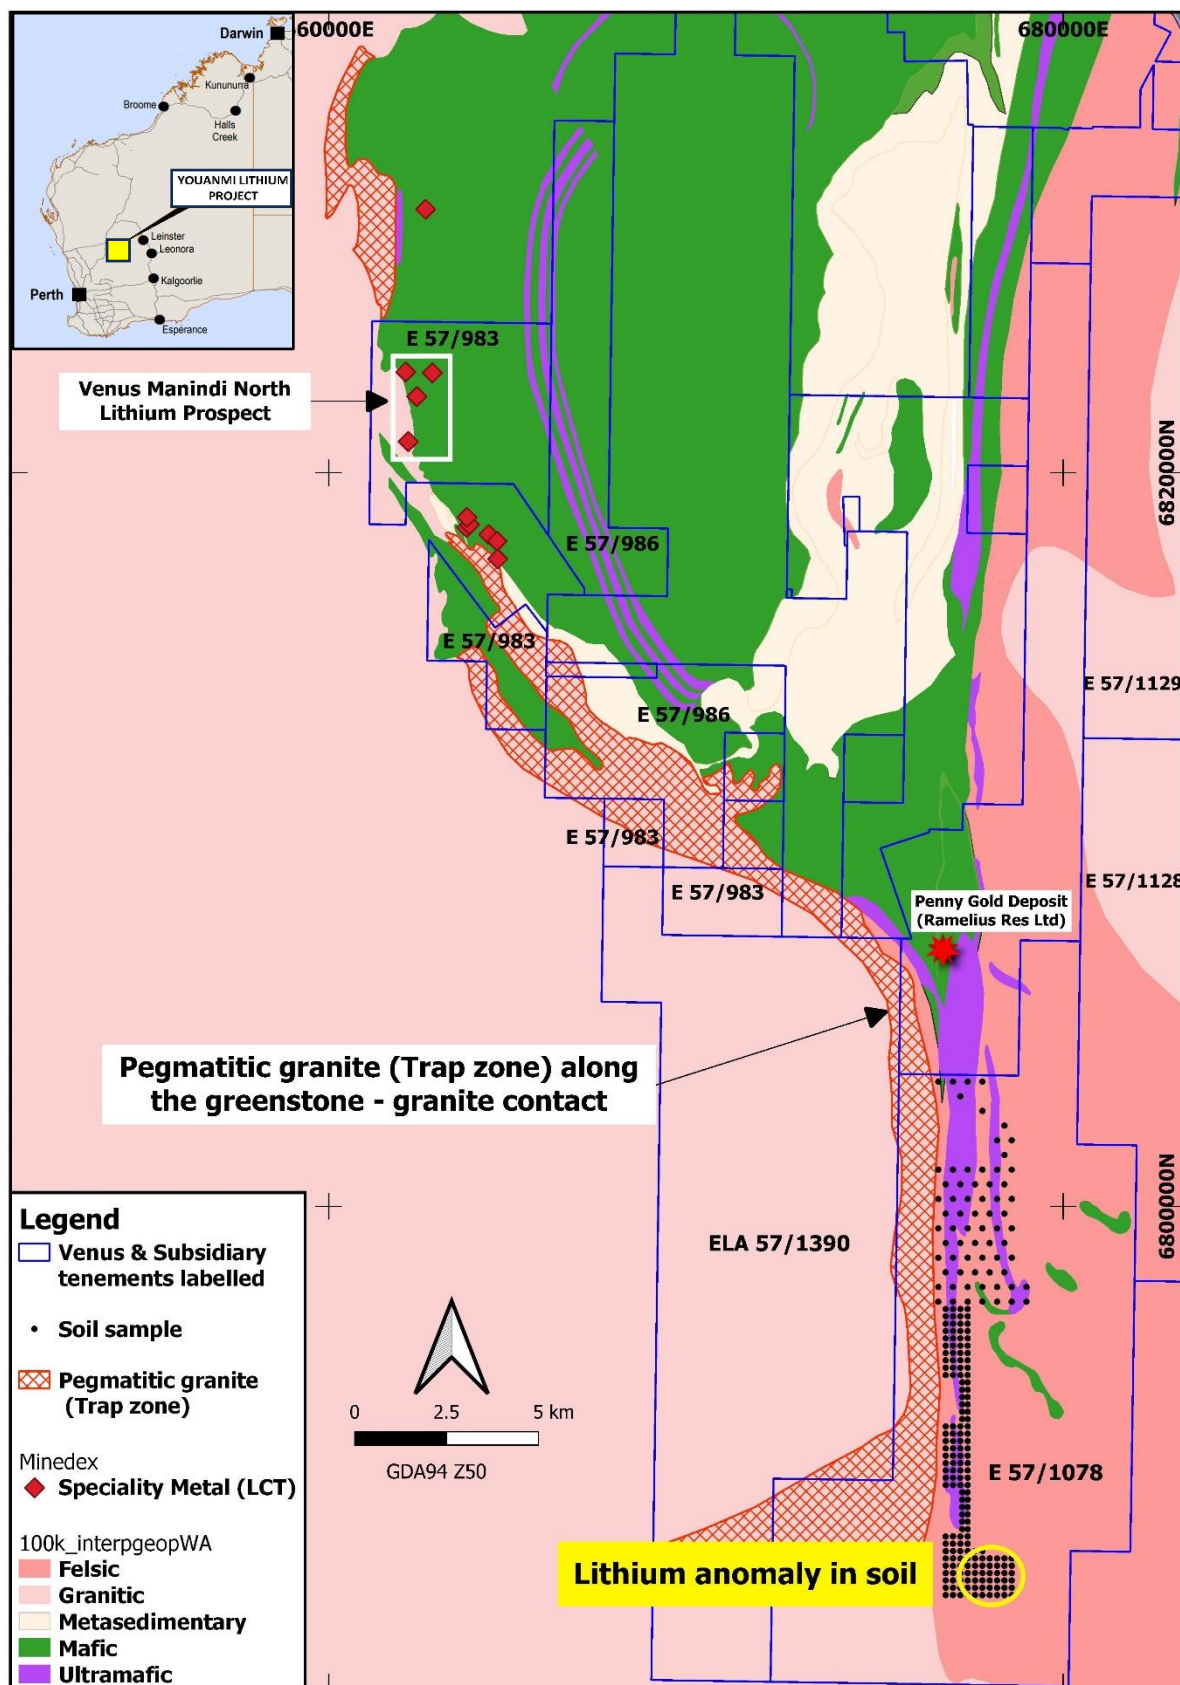 Darwin
Kununurra
Broome
Halls
Creek
YOUANMI LITHIUM
PROJECT
Leinster
Leonora
Kalgoorlie
Perth
Esperance
60000E
680000E
E 57/983
Venus Manindi North
Lithium Prospect
6820000N
E 57/986
E 57/983
E 57/1129
E 57/986
E 57/983
E 57/1128
E 57/983
Penny Gold Deposit
(Ramelius Res Ltd)
Pegmatitic granite (Trap zone) along
the greenstone - granite contact
6800000N
ELA 57/1390
Legend
Venus & Subsidiary
tenements labelled
Soil sample
Pegmatitic granite
(Trap zone)
Minedex
Speciality Metal (LCT)
100k_interpgeopWA
Felsic
Granitic
Metasedimentary
Mafic
Ultramafic
0 2.5 5 km
GDA94 Z50
E 57/1078
Lithium anomaly in soil